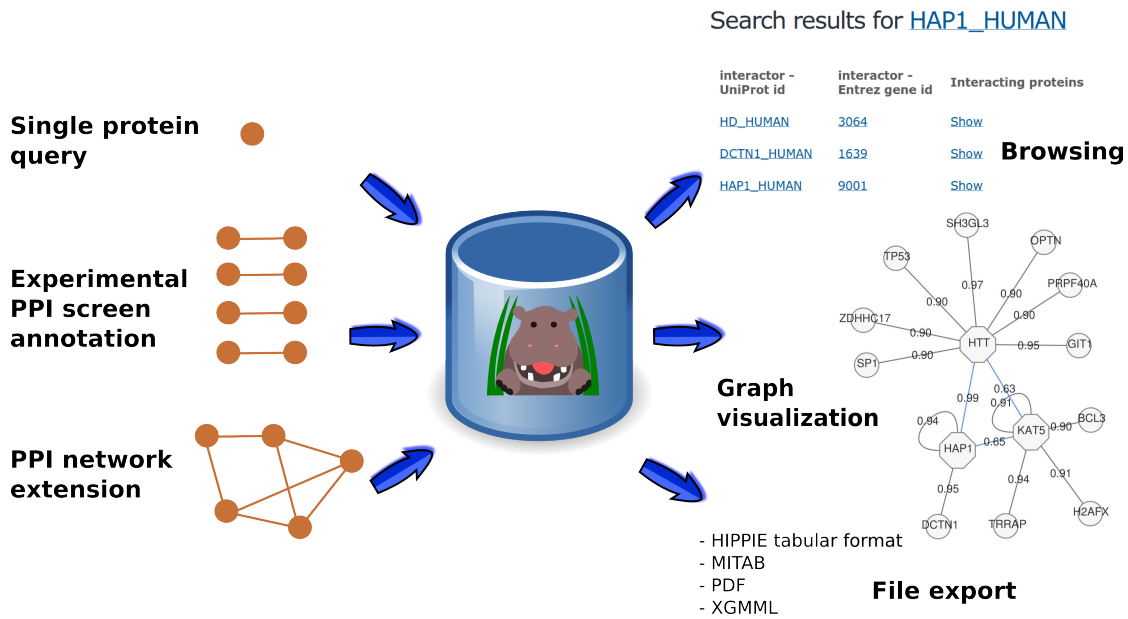 Search results for HAP1_HUMAN
interactor - UniProt id
interactor - Entrez gene id
Interacting proteins
HD_HUMAN 3064 Show
DCTN1_HUMAN 1639 Show
HAP1_HUMAN 9001 Show
Browsing
Single protein
query
Experimental
PPI screen
annotation
PPI network
extension
Graph
visualization
SH3GL3
OPTN
TP53
PRPF40A
0.97
0.90
0.90
0.90
ZDHHC17
0.90
HTT
0.95
GIT1
SP1
0.90
0.99
0.63
0.91
BCL3
0.94
KAT5
0.90
HAP1
0.65
0.91
0.94
0.95
DCTN1
TRRAP
H2AFX
- HIPPIE tabular format
- MITAB
- PDF
- XGMML
File export